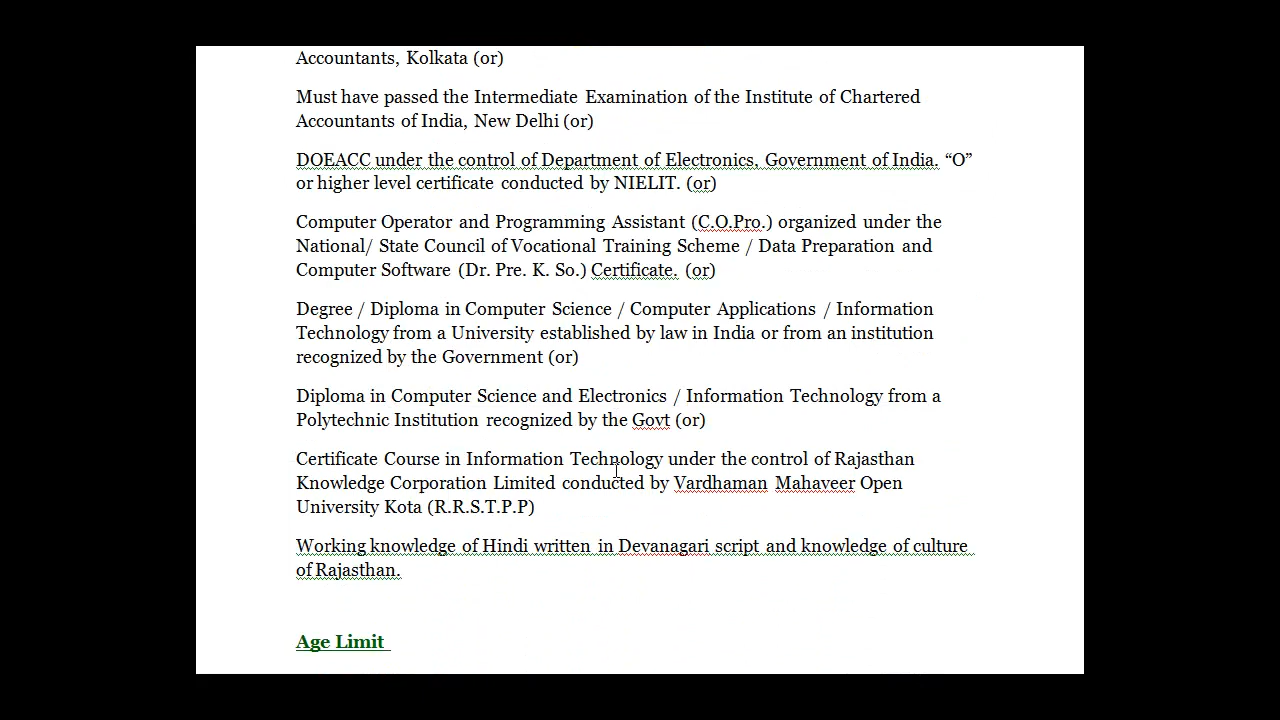 Accountants, Kolkata (or)
Must have passed the Intermediate Examination of the Institute of Chartered
Accountants of India, New Delhi (or)
DOEACC under the control of Department of Electronics, Government of India. “O”
or higher level certificate conducted by NIELIT. (or)
Computer Operator and Programming Assistant (C.O.Pro.) organized under the
National/ State Council of Vocational Training Scheme / Data Preparation and
Computer Software (Dr. Pre. K. So.) Certificate. (or)
Degree / Diploma in Computer Science / Computer Applications / Information
Technology from a University established by law in India or from an institution
recognized by the Government (or)
Diploma in Computer Science and Electronics / Information Technology from a
Polytechnic Institution recognized by the Govt (or)
Certificate Course in Information Technology under the control of Rajasthan
Knowledge Corporation Limited conducted by Vardhaman Mahaveer Open
University Kota (R.R.S.T.P.P)
Working knowledge of Hindi written in Devanagari script and knowledge of culture
of Rajasthan.
Age Limit